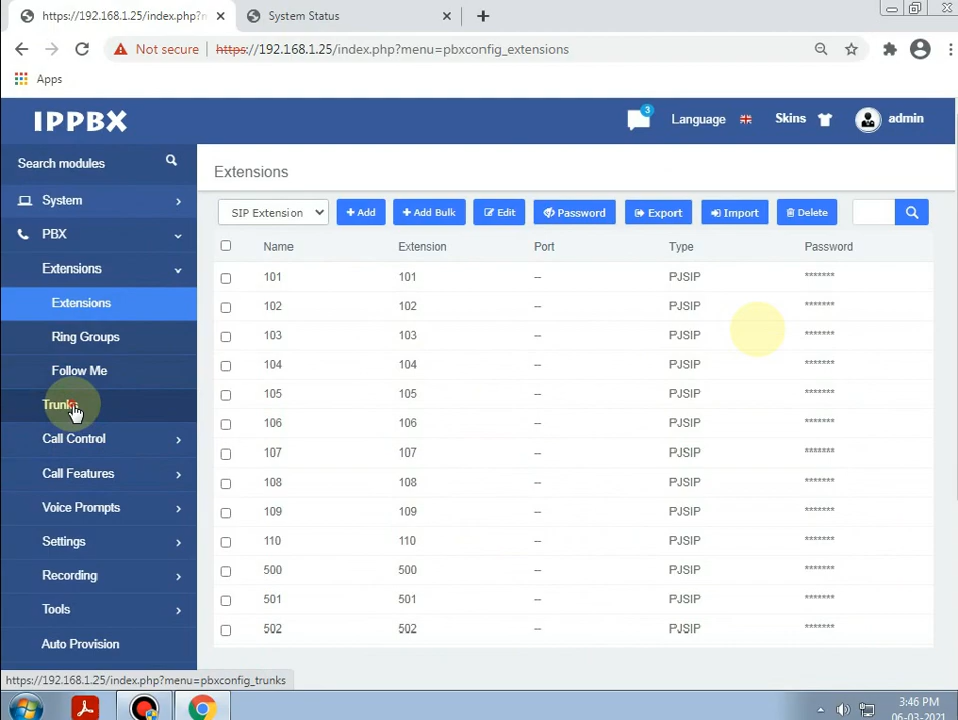 https://192.168.1.25/index.php?m
System Status
Not secure
https://192.168.1.25/index.php?menu=pbxconfig_extensions
Apps
IPPBX
3
Language
Skins
admin
Search modules
System
PBX
Extensions
Extensions
Ring Groups
Follow Me
Trunks
Call Control
Call Features
Voice Prompts
Settings
Recording
Tools
Auto Provision
Extensions
SIP Extension + Add + Add Bulk Edit Password Export Import Delete
Name Extension Port Type Password
101 101 -- PJSIP *******
102 102 -- PJSIP *******
103 103 -- PJSIP *******
104 104 -- PJSIP *******
105 105 -- PJSIP *******
106 106 -- PJSIP *******
107 107 -- PJSIP *******
108 108 -- PJSIP *******
109 109 -- PJSIP *******
110 110 -- PJSIP *******
500 500 -- PJSIP *******
501 501 -- PJSIP *******
502 502 -- PJSIP *******
https://192.168.1.25/index.php?menu=pbxconfig_trunks
3:46 PM
06-03-2021